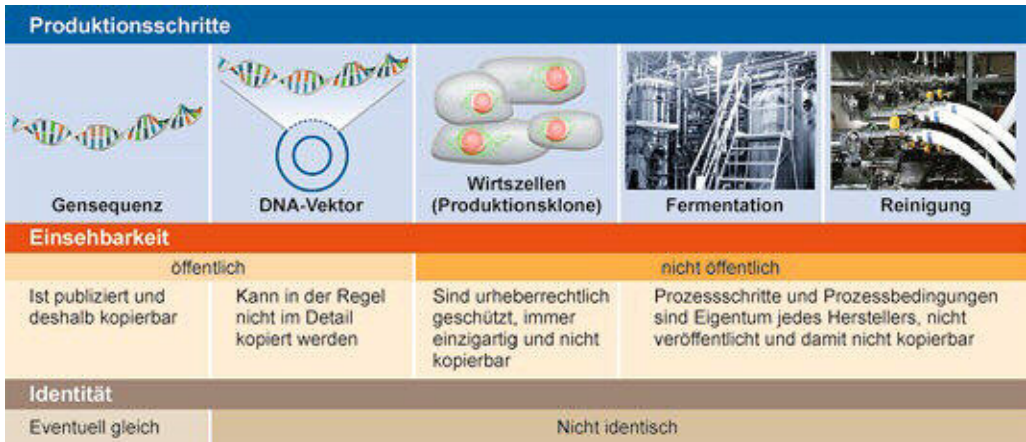 Produktionsschritte
Gensequenz
DNA-Vektor
Wirtszellen
(Produktionsklone)
Fermentation
Reinigung
Einsehbarkeit
öffentlich
nicht öffentlich
Ist publiziert und
deshalb kopierbar
Kann in der Regel
nicht im Detail
kopiert werden
Sind urheberrechtlich
geschützt, immer
einzigartig und nicht
kopierbar
Prozessschritte und Prozessbedingungen
sind Eigentum jedes Herstellers, nicht
veröffentlicht und damit nicht kopierbar
Identität
Eventuell gleich
Nicht identisch